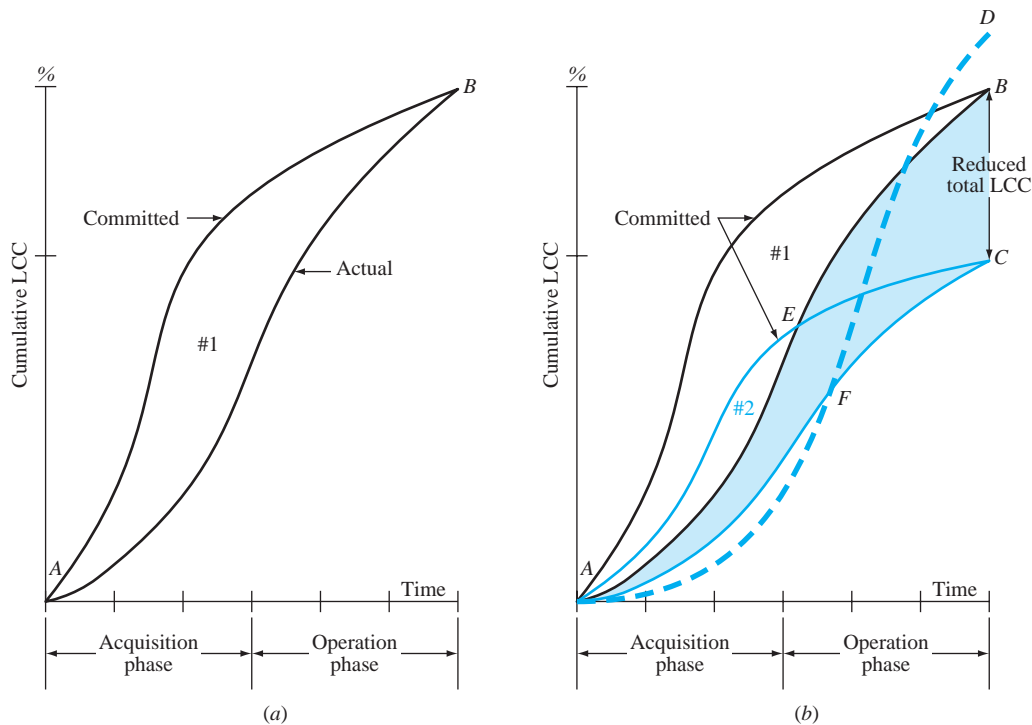 %
B
Committed
Actual
#1
Cumulative LCC
A
Time
Acquisition
phase
Operation
phase
(a)
D
%
B
Reduced
total LCC
Committed
#1
C
E
Cumulative LCC
#2
F
A
Time
Acquisition
phase
Operation
phase
(b)